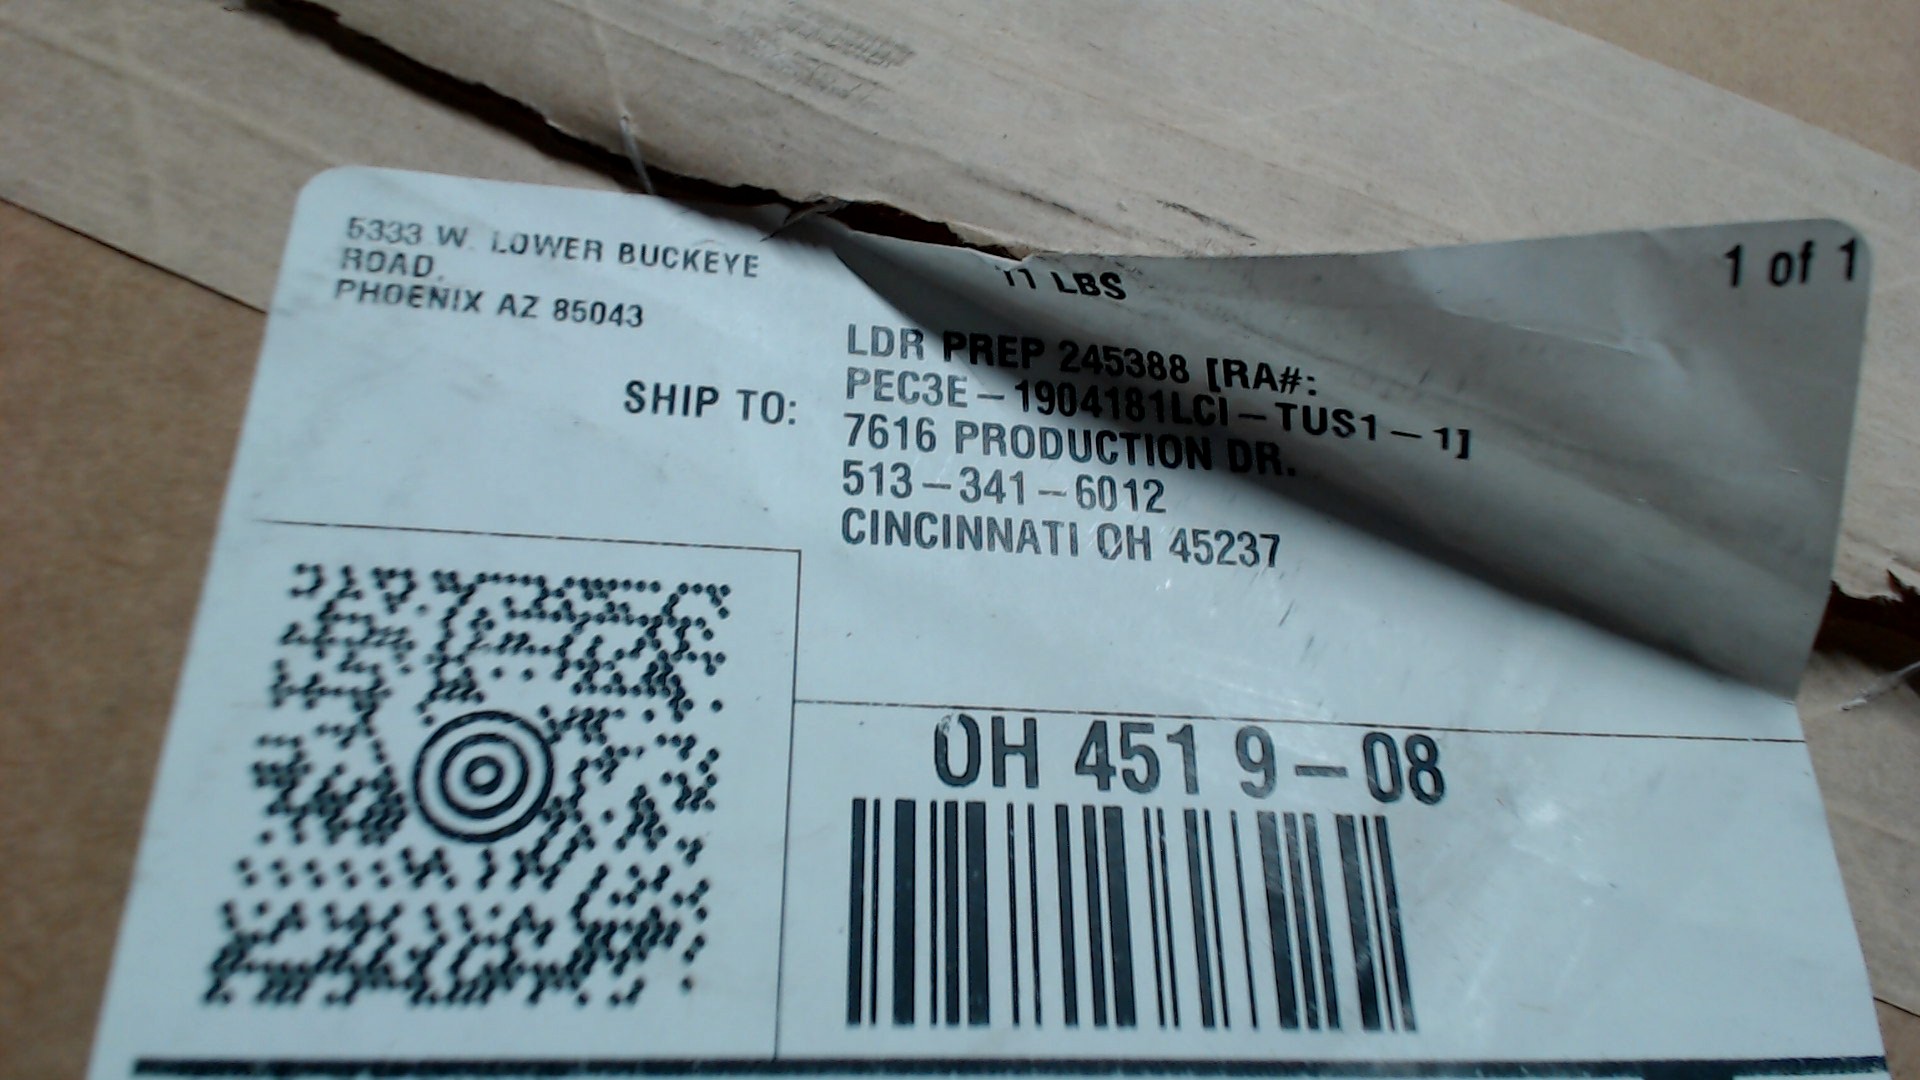 5333 W. LOWER BUCKEYE
ROAD.
PHOENIX AZ 85043
11 LBS
1 of 1
SHIP TO:
LDR PREP 245388 [RA#:
PEC3E-1904181LCI-TUS1-1]
7616 PRODUCTION DR.
513-341-6012
CINCINNATI OH 45237
OH 451 9-08